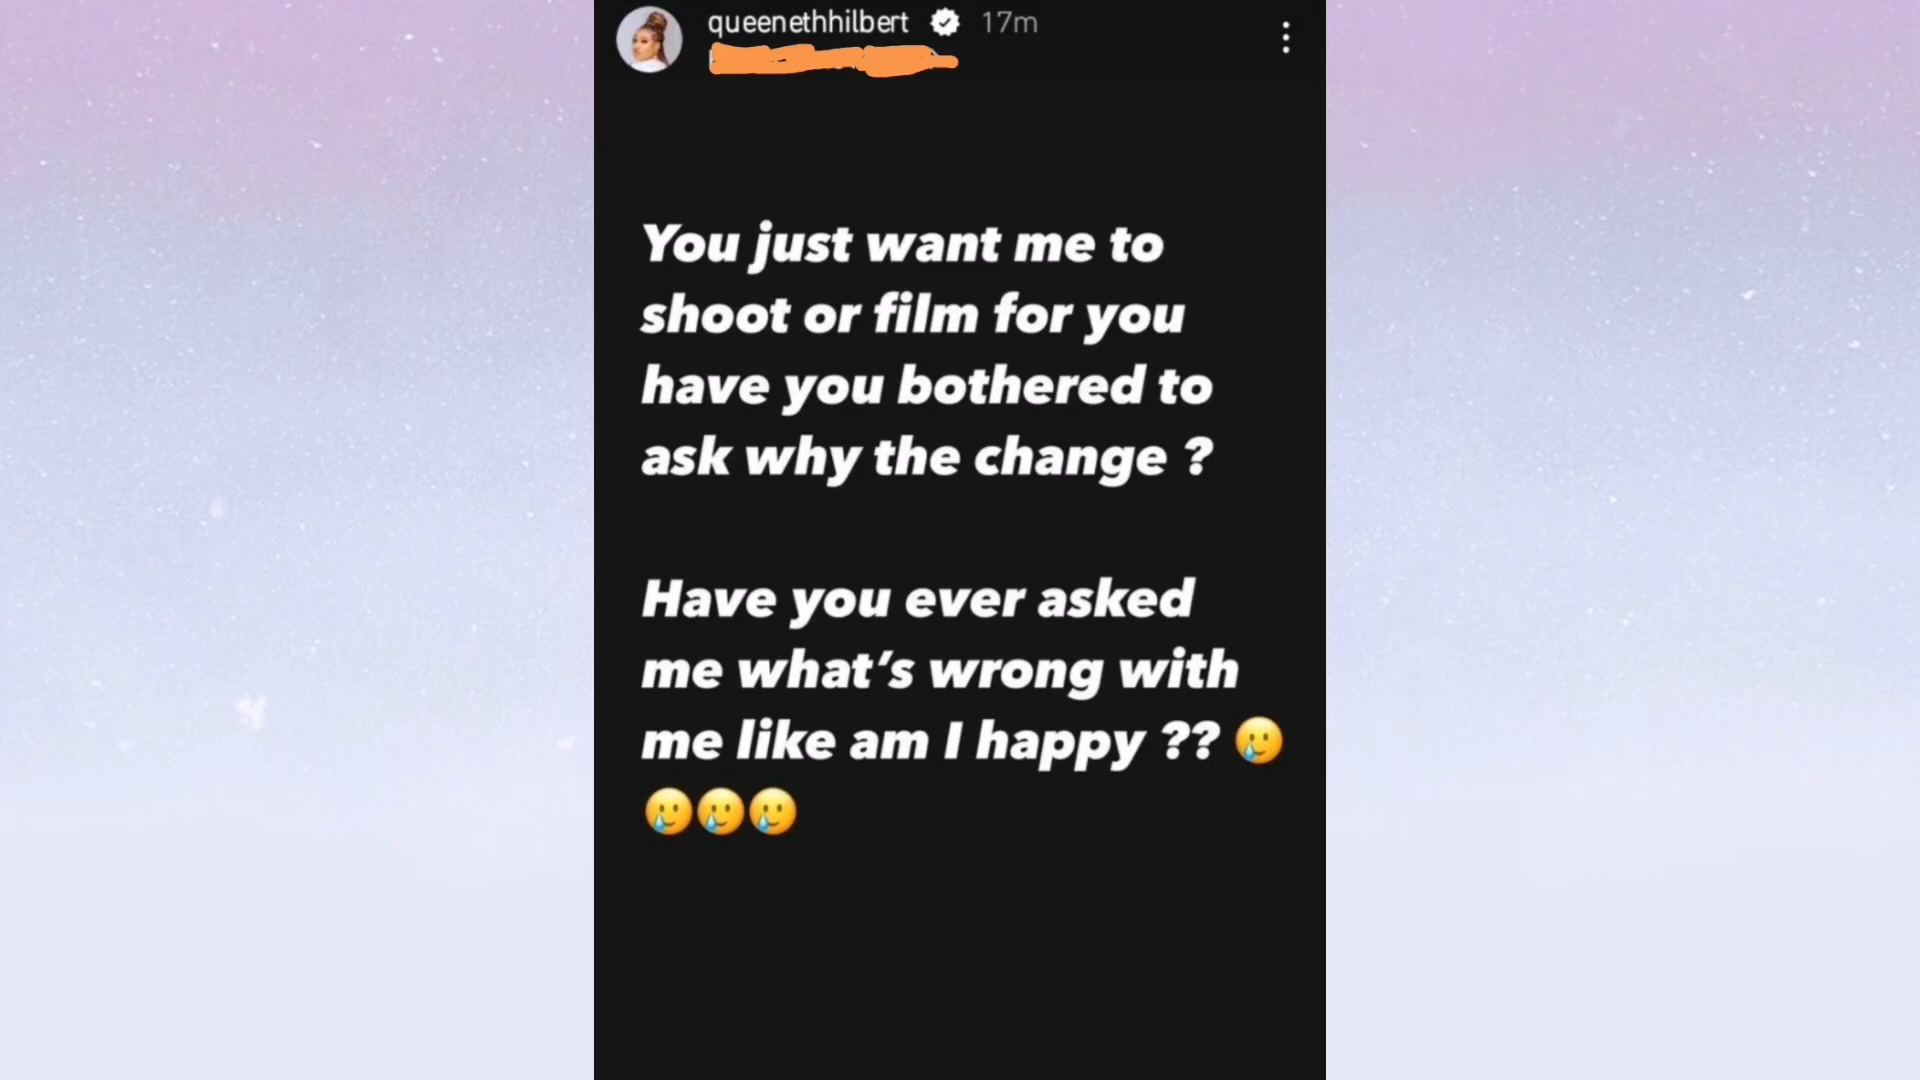 queenethhilbert 17m
You just want me to
shoot or film for you
have you bothered to
ask why the change ?
Have you ever asked
me what's wrong with
me like am I happy ?? 🥲
🥲🥲🥲